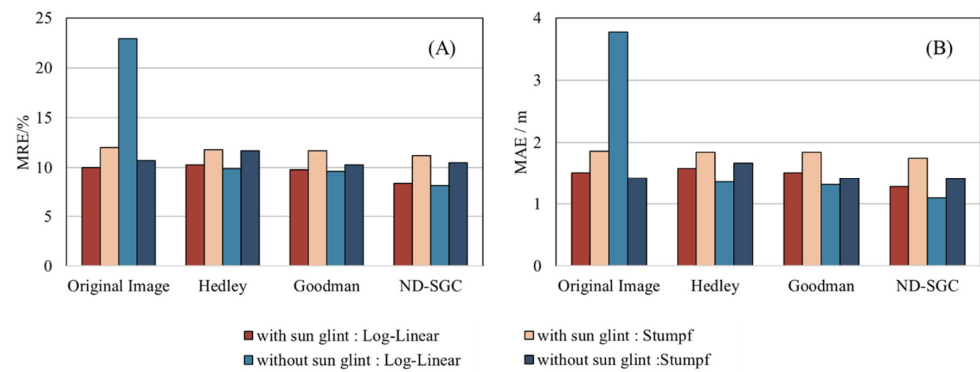 25
20
15
10
5
0
MRE/%
(A)
Original Image Hedley Goodman ND-SGC
4
3
2
1
0
MAE / m
(B)
Original Image Hedley Goodman ND-SGC
with sun glint : Log-Linear with sun glint : Stumpf
without sun glint : Log-Linear without sun glint :Stumpf